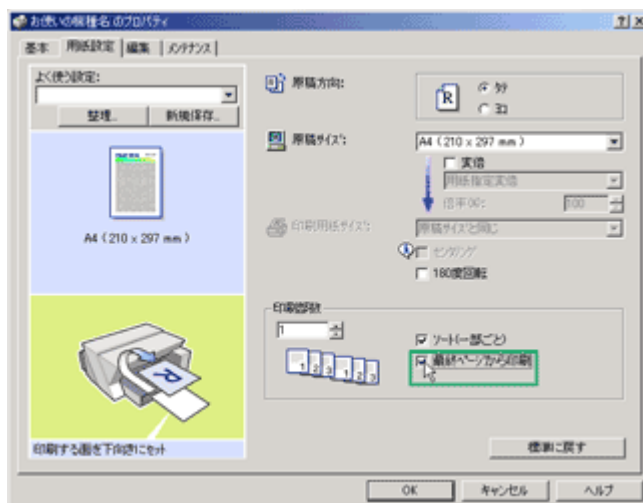 お使いの機種名 のプロパティ
基本 用紙設定 編集 メンテナンス
よく使う設定:
整理... 新規保存...
A4 (210 x 297 mm)
印刷する面を下向きにセット
原稿方向:
R
タテ
ヨコ
原稿サイズ:
A4 (210 x 297 mm)
変倍
用紙指定変倍
倍率(%): 100
印刷用紙サイズ:
原稿サイズと同じ
センタリング
180度回転
印刷部数
1
ソート(一部ごと)
最終ページから印刷
1 2 3 1 2 3
標準に戻す
OK キャンセル ヘルプ